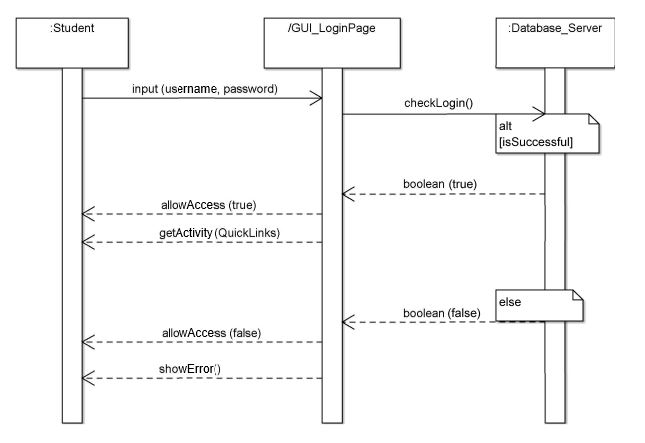 :Student
/GUI_LoginPage
:Database_Server
input (username, password)
checkLogin()
alt
[isSuccessful]
boolean (true)
allowAccess (true)
getActivity (QuickLinks)
else
boolean (false)
allowAccess (false)
showError()